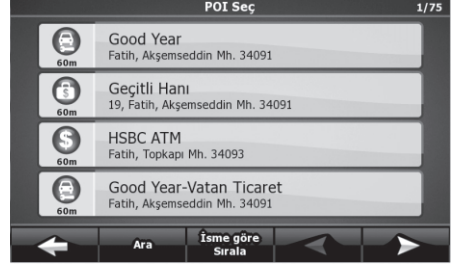 POI Seç
1/75
Good Year
Fatih, Akşemseddin Mh. 34091
60m
Geçitli Hanı
19, Fatih, Akşemseddin Mh. 34091
60m
HSBC ATM
Fatih, Topkapı Mh. 34093
60m
Good Year-Vatan Ticaret
Fatih, Akşemseddin Mh. 34091
60m
Ara
İsme göre
Sırala